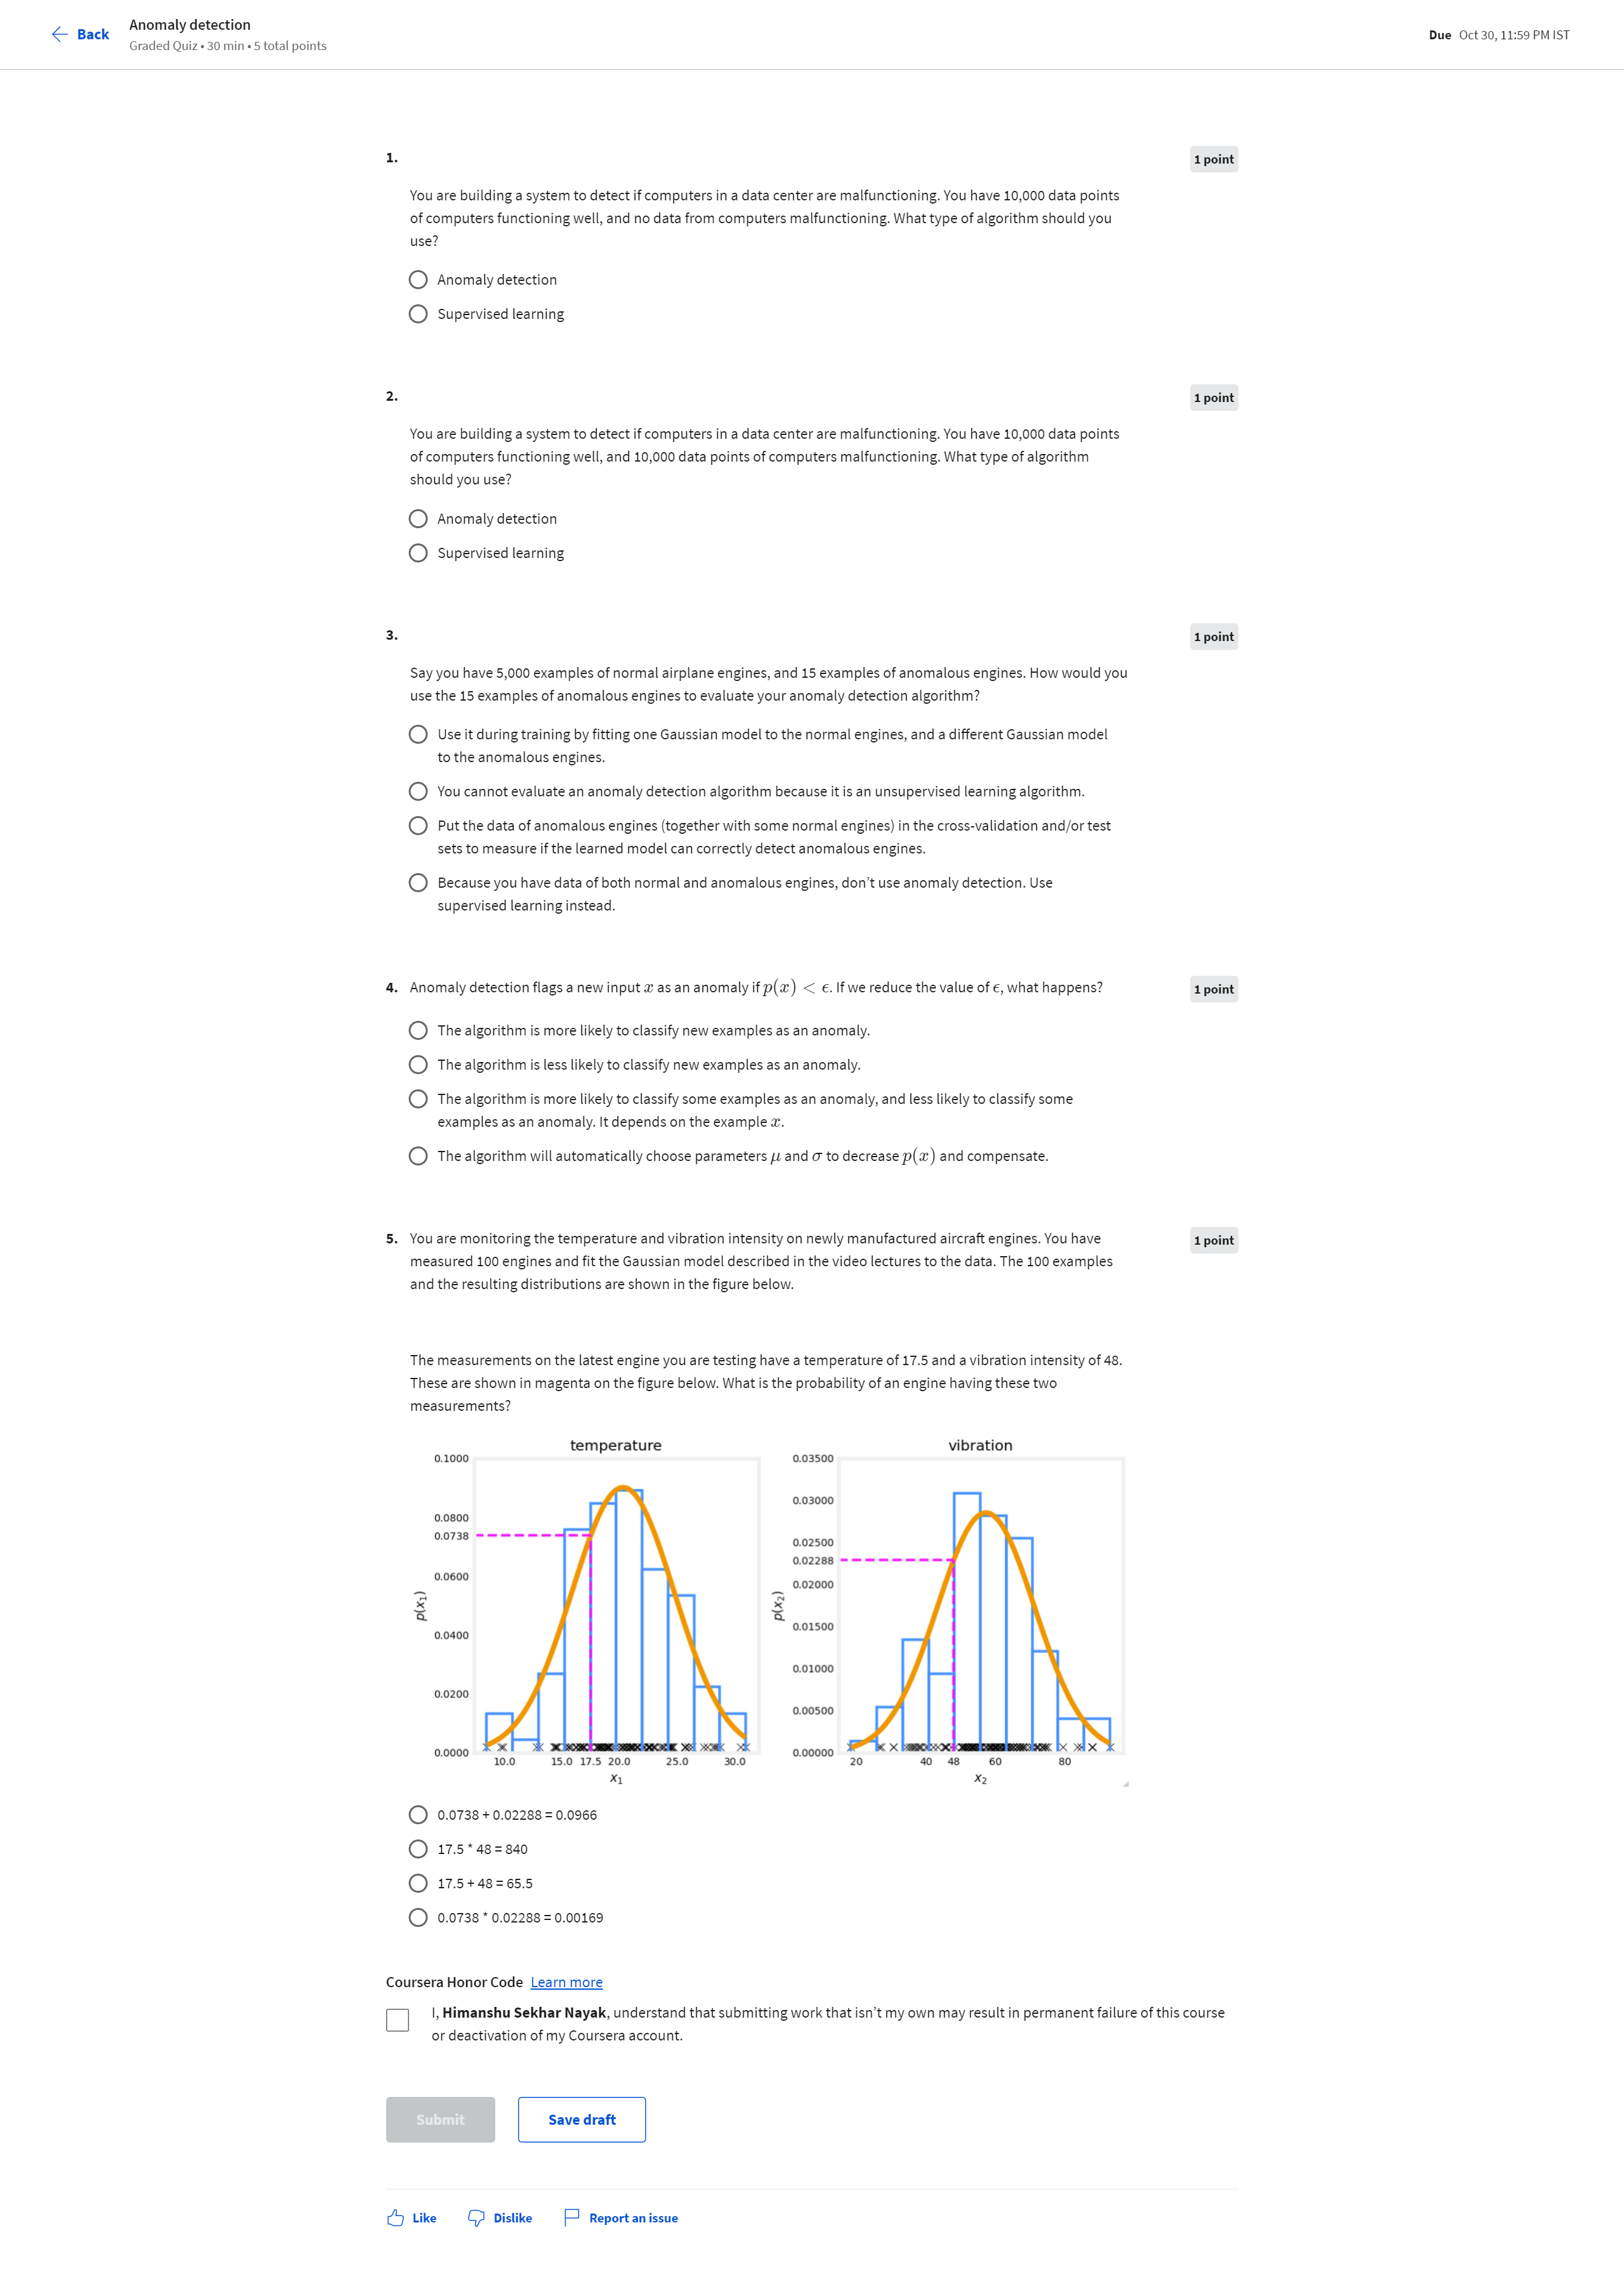 Back
Anomaly detection
Graded Quiz • 30 min • 5 total points
Due Oct 30, 11:59 PM IST
1.
1 point
You are building a system to detect if computers in a data center are malfunctioning. You have 10,000 data points
of computers functioning well, and no data from computers malfunctioning. What type of algorithm should you
use?
Anomaly detection
Supervised learning
2.
1 point
You are building a system to detect if computers in a data center are malfunctioning. You have 10,000 data points
of computers functioning well, and 10,000 data points of computers malfunctioning. What type of algorithm
should you use?
Anomaly detection
Supervised learning
3.
1 point
Say you have 5,000 examples of normal airplane engines, and 15 examples of anomalous engines. How would you
use the 15 examples of anomalous engines to evaluate your anomaly detection algorithm?
Use it during training by fitting one Gaussian model to the normal engines, and a different Gaussian model
to the anomalous engines.
You cannot evaluate an anomaly detection algorithm because it is an unsupervised learning algorithm.
Put the data of anomalous engines (together with some normal engines) in the cross-validation and/or test
sets to measure if the learned model can correctly detect anomalous engines.
Because you have data of both normal and anomalous engines, don’t use anomaly detection. Use
supervised learning instead.
4. Anomaly detection flags a new input x as an anomaly if p(x) < ϵ. If we reduce the value of ϵ, what happens?
1 point
The algorithm is more likely to classify new examples as an anomaly.
The algorithm is less likely to classify new examples as an anomaly.
The algorithm is more likely to classify some examples as an anomaly, and less likely to classify some
examples as an anomaly. It depends on the example x.
The algorithm will automatically choose parameters μ and σ to decrease p(x) and compensate.
5. You are monitoring the temperature and vibration intensity on newly manufactured aircraft engines. You have
1 point
measured 100 engines and fit the Gaussian model described in the video lectures to the data. The 100 examples
and the resulting distributions are shown in the figure below.
The measurements on the latest engine you are testing have a temperature of 17.5 and a vibration intensity of 48.
These are shown in magenta on the figure below. What is the probability of an engine having these two
measurements?
temperature
0.1000
0.0800
0.0738
0.0600
0.0400
0.0200
0.0000
p(x₁)
10.0 15.0 17.5 20.0 25.0 30.0
x₁
vibration
0.03500
0.03000
0.02500
0.02288
0.02000
0.01500
0.01000
0.00500
0.00000
p(x₂)
20 40 48 60 80
x₂
0.0738 + 0.02288 = 0.0966
17.5 * 48 = 840
17.5 + 48 = 65.5
0.0738 * 0.02288 = 0.00169
Coursera Honor Code Learn more
I, Himanshu Sekhar Nayak, understand that submitting work that isn’t my own may result in permanent failure of this course
or deactivation of my Coursera account.
Submit
Save draft
Like
Dislike
Report an issue